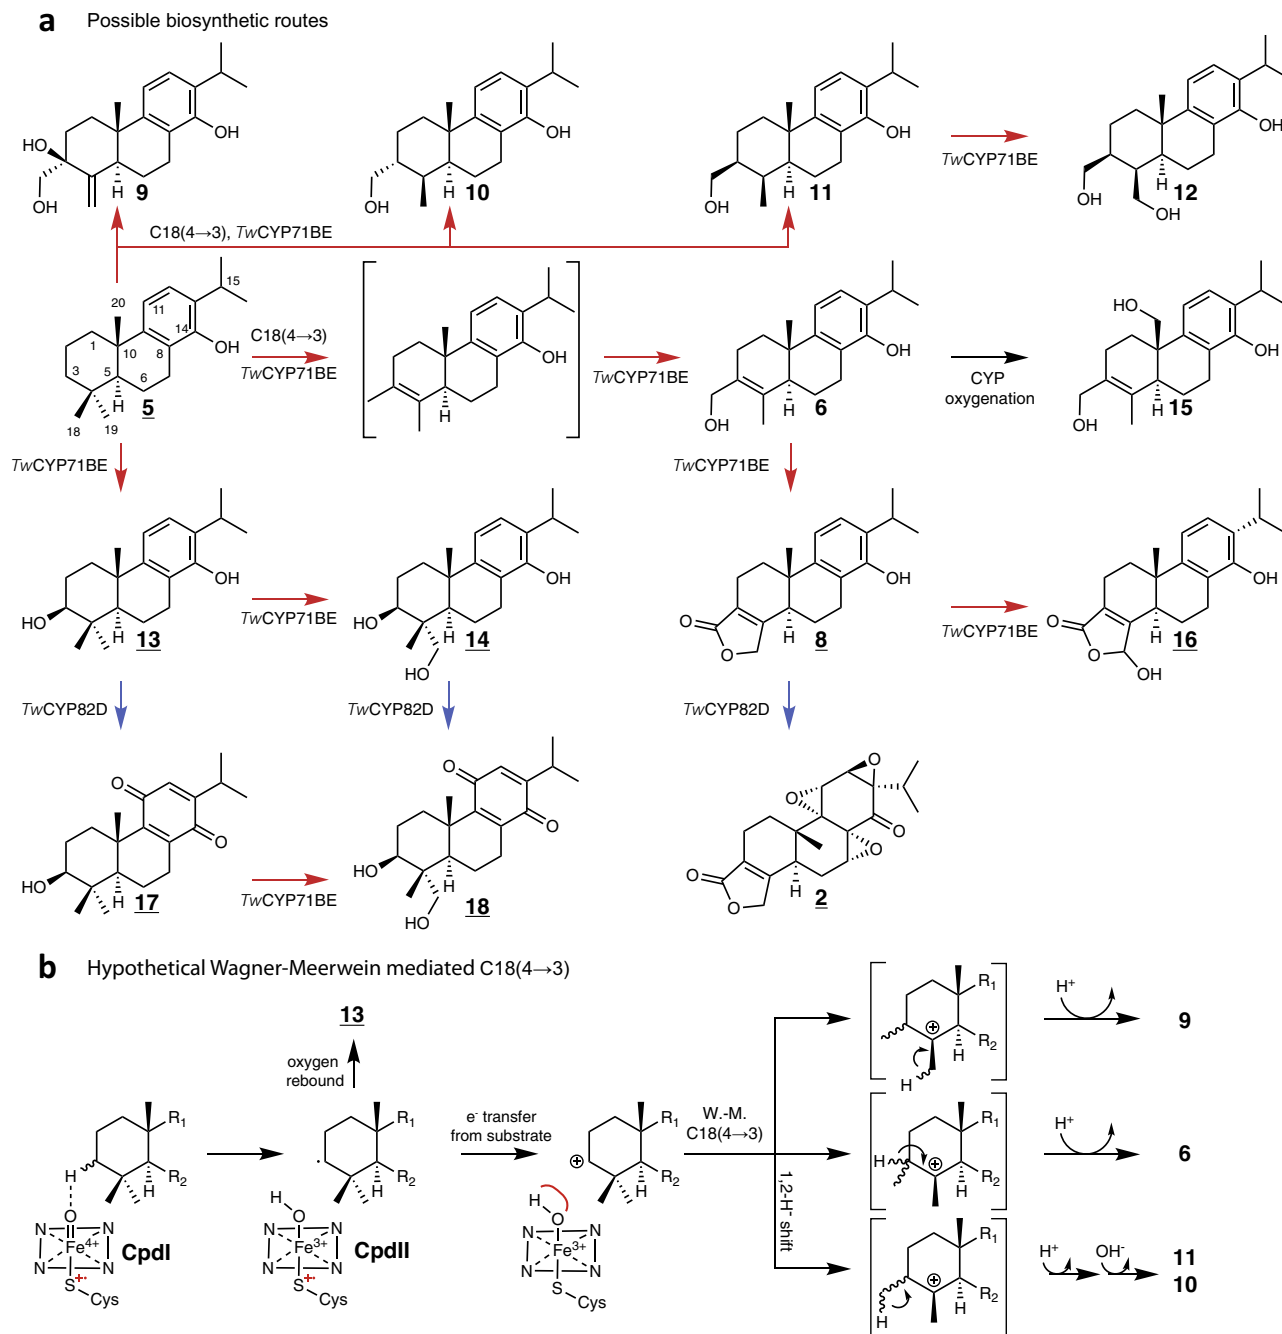 a Possible biosynthetic routes
OH
HO
OH
H
9
OH
OH
H
10
OH
OH
H
11
TwCYP71BE
OH
OH
OH
H
12
C18(4→3), TwCYP71BE
15
20
11
14
OH
1
10
8
3
5
6
H
18
19
5
C18(4→3)
TwCYP71BE
OH
H
TwCYP71BE
OH
OH
H
6
CYP
oxygenation
HO
OH
OH
H
15
TwCYP71BE
TwCYP71BE
OH
HO
H
13
TwCYP71BE
OH
HO
H
HO
14
OH
O
O
H
8
TwCYP71BE
OH
O
O
OH
H
16
TwCYP82D
TwCYP82D
TwCYP82D
O
O
HO
H
17
TwCYP71BE
O
O
HO
H
HO
18
O
O
O
O
O
O
H
2
b Hypothetical Wagner-Meerwein mediated C18(4→3)
13
oxygen
rebound
R1
R2
H
H
O
N N
Fe4+
N N
S
+•
Cys
CpdI
R1
R2
H
H
O
N N
Fe3+
N N
S
+•
Cys
CpdII
e- transfer
from substrate
R1
R2
H
+
H
O
N N
Fe3+
N N
S
Cys
W.-M.
C18(4→3)
1,2-H- shift
R1
R2
+
H
H
H+
9
R1
R2
H
+
H
H+
6
R1
R2
+
H
H
H+
OH-
11
10